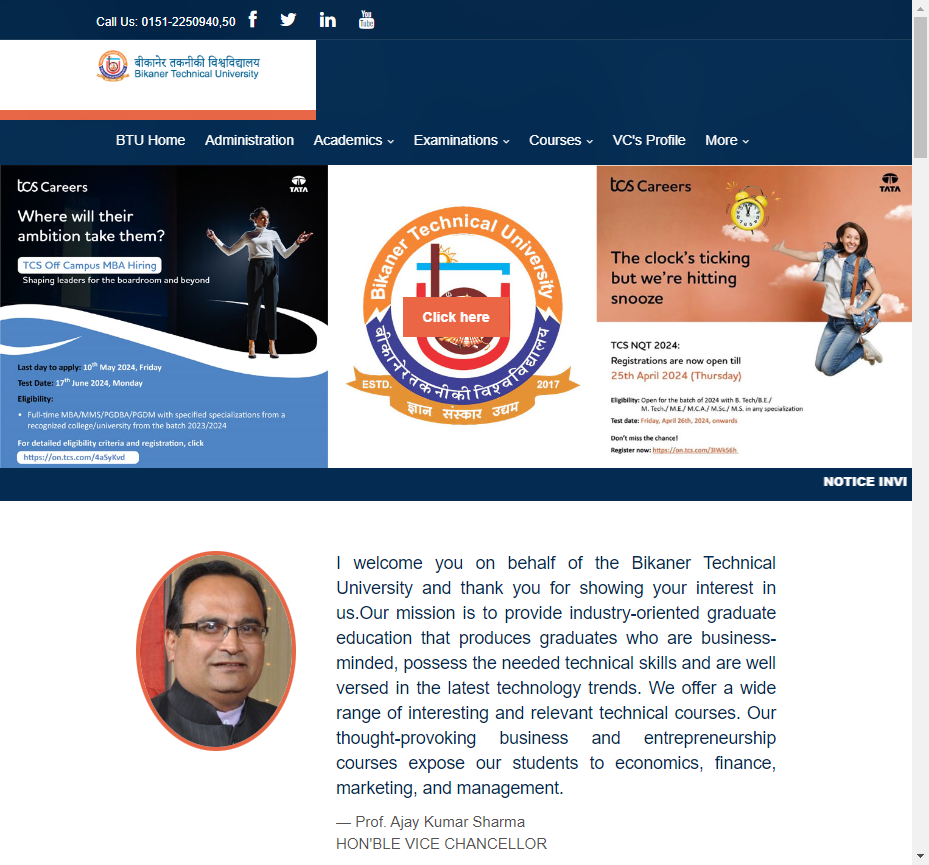 Call Us: 0151-2250940,50
You
Tube
बीकानेर तकनीकी विश्वविद्यालय
Bikaner Technical University
BTU Home
Administration
Academics
Examinations
Courses
VC's Profile
More
tcs Careers
TATA
Where will their
ambition take them?
TCS Off Campus MBA Hiring
Shaping leaders for the boardroom and beyond
Last day to apply: 10th May 2024, Friday
Test Date: 17th June 2024, Monday
Eligibility:
• Full-time MBA/MMS/PGDBA/PGDM with specified specializations from a
recognized college/university from the batch 2023/2024
For detailed eligibility criteria and registration, click
https://on.tcs.com/4aSyKvd
Bikaner Technical University
Click here
बीकानेर तकनीकी विश्वविद्यालय
ESTD.
2017
ज्ञान संस्कार उद्यम
tcs Careers
TATA
The clock's ticking
but we're hitting
snooze
TCS NQT 2024:
Registrations are now open till
25th April 2024 (Thursday)
Eligibility: Open for the batch of 2024 with B. Tech/B.E./
M. Tech./ M.E./ M.C.A./ M.Sc./ M.S. in any specialization
Test date: Friday, April 26th, 2024, onwards
Don't miss the chance!
Register now: https://on.tcs.com/3IWkS6h
NOTICE INVI
I welcome you on behalf of the Bikaner Technical
University and thank you for showing your interest in
us.Our mission is to provide industry-oriented graduate
education that produces graduates who are business-
minded, possess the needed technical skills and are well
versed in the latest technology trends. We offer a wide
range of interesting and relevant technical courses. Our
thought-provoking business and entrepreneurship
courses expose our students to economics, finance,
marketing, and management.
— Prof. Ajay Kumar Sharma
HON'BLE VICE CHANCELLOR